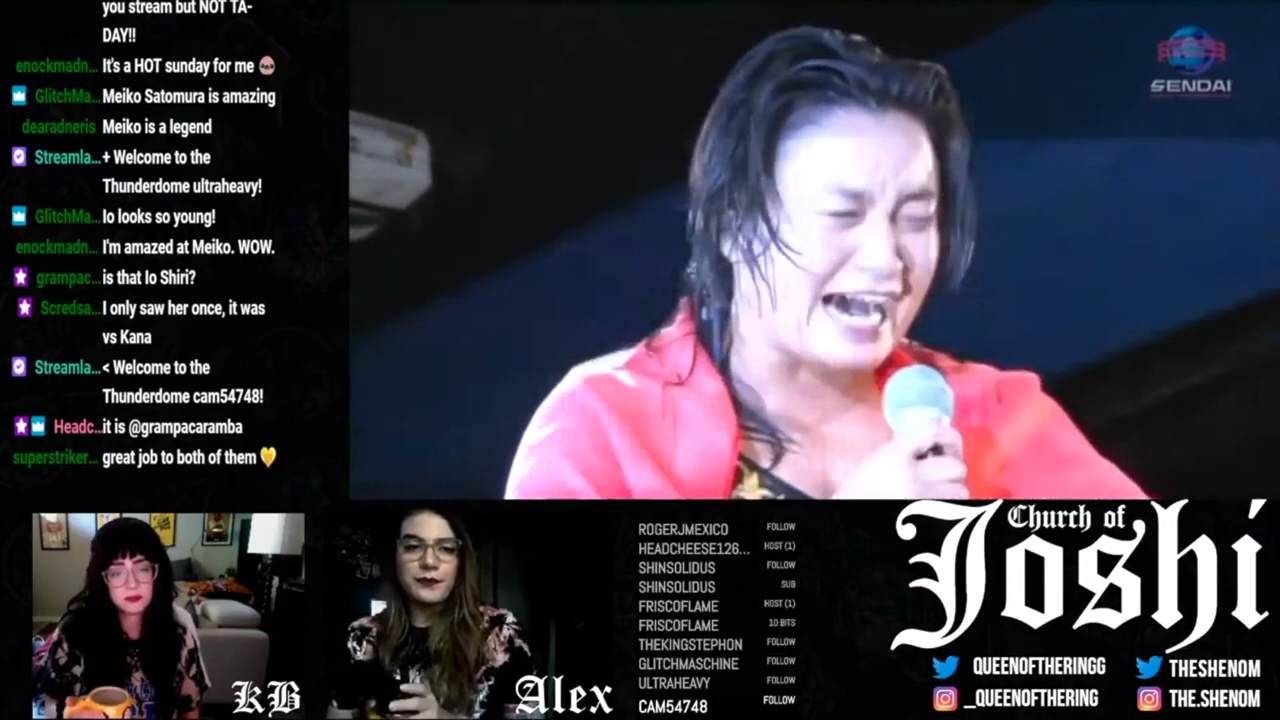 you stream but NOT TA-
DAY!!
enockmadn... It's a HOT sunday for me
GlitchMa... Meiko Satomura is amazing
dearadneris Meiko is a legend
Streamla... + Welcome to the
Thunderdome ultraheavy!
GlitchMa... Io looks so young!
enockmadn... I'm amazed at Meiko. WOW.
grampac... is that Io Shiri?
Scredsa... I only saw her once, it was
vs Kana
Streamla... < Welcome to the
Thunderdome cam54748!
Headc... it is @grampacaramba
superstriker... great job to both of them 💛
SENDAI
kB
Alex
ROGERJMEXICO FOLLOW
HEADCHEESE126... HOST (1)
SHINSOLIDUS FOLLOW
SHINSOLIDUS SUB
FRISCOFLAME HOST (1)
FRISCOFLAME 10 BITS
THEKINGSTEPHON FOLLOW
GLITCHMASCHINE FOLLOW
ULTRAHEAVY FOLLOW
CAM54748 FOLLOW
Church of
Joshi
QUEENOFTHERINGG THESHENOM
_QUEENOFTHERING THE.SHENOM